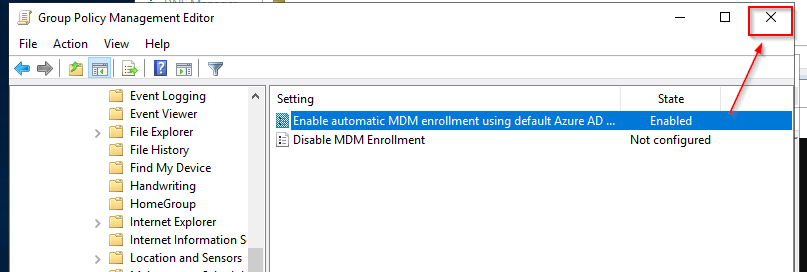 Group Policy Management Editor
File Action View Help
Event Logging
Event Viewer
File Explorer
File History
Find My Device
Handwriting
HomeGroup
Internet Explorer
Internet Information S
Location and Sensors
Setting State
Enable automatic MDM enrollment using default Azure AD ... Enabled
Disable MDM Enrollment Not configured